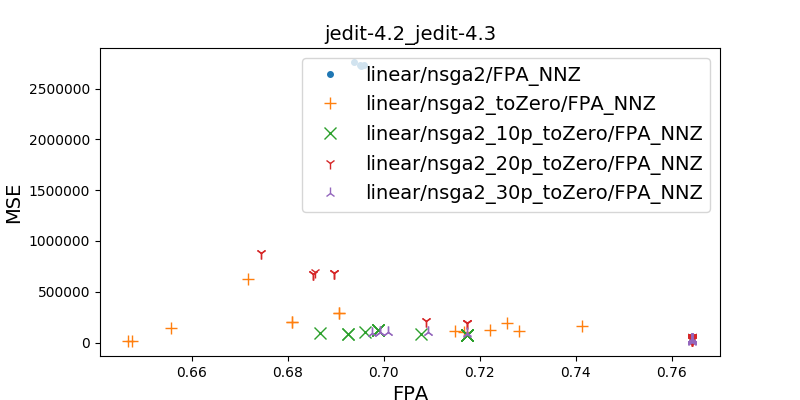 jedit-4.2_jedit-4.3
linear/nsga2/FPA_NNZ
linear/nsga2_toZero/FPA_NNZ
linear/nsga2_10p_toZero/FPA_NNZ
linear/nsga2_20p_toZero/FPA_NNZ
linear/nsga2_30p_toZero/FPA_NNZ
MSE
2500000
2000000
1500000
1000000
500000
0
0.66 0.68 0.70 0.72 0.74 0.76
FPA